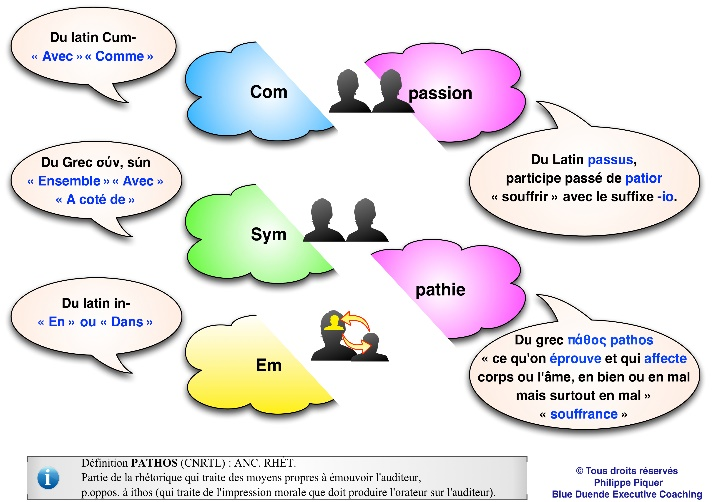 Du latin Cum-
« Avec » « Comme »
Com
passion
Du Latin passus,
participe passé de patior
« souffrir » avec le suffixe -io.
Du Grec σύν, sún
« Ensemble » « Avec »
« A coté de »
Sym
pathie
Du latin in-
« En » ou « Dans »
Em
Du grec πάθος pathos
« ce qu'on éprouve et qui affecte
corps ou l'âme, en bien ou en mal
mais surtout en mal »
« souffrance »
i
Définition PATHOS (CNRTL) : ANC. RHÉT.
Partie de la rhétorique qui traite des moyens propres à émouvoir l'auditeur,
p.oppos. à ithos (qui traite de l'impression morale que doit produire l'orateur sur l'auditeur).
© Tous droits réservés
Philippe Piquer
Blue Duende Executive Coaching